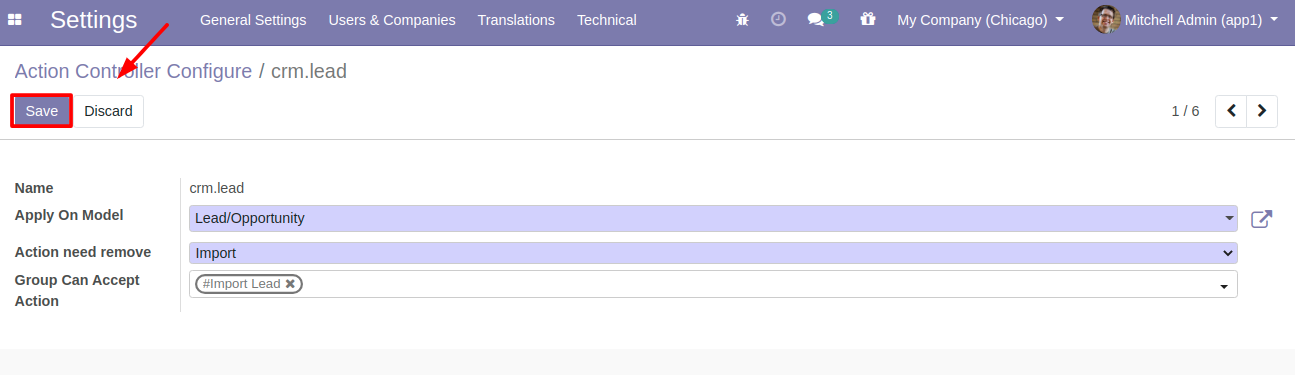 Settings General Settings Users & Companies Translations Technical 3 My Company (Chicago) Mitchell Admin (app1)
Action Controller Configure / crm.lead
Save Discard 1 / 6
Name crm.lead
Apply On Model Lead/Opportunity
Action need remove Import
Group Can Accept #Import Lead
Action